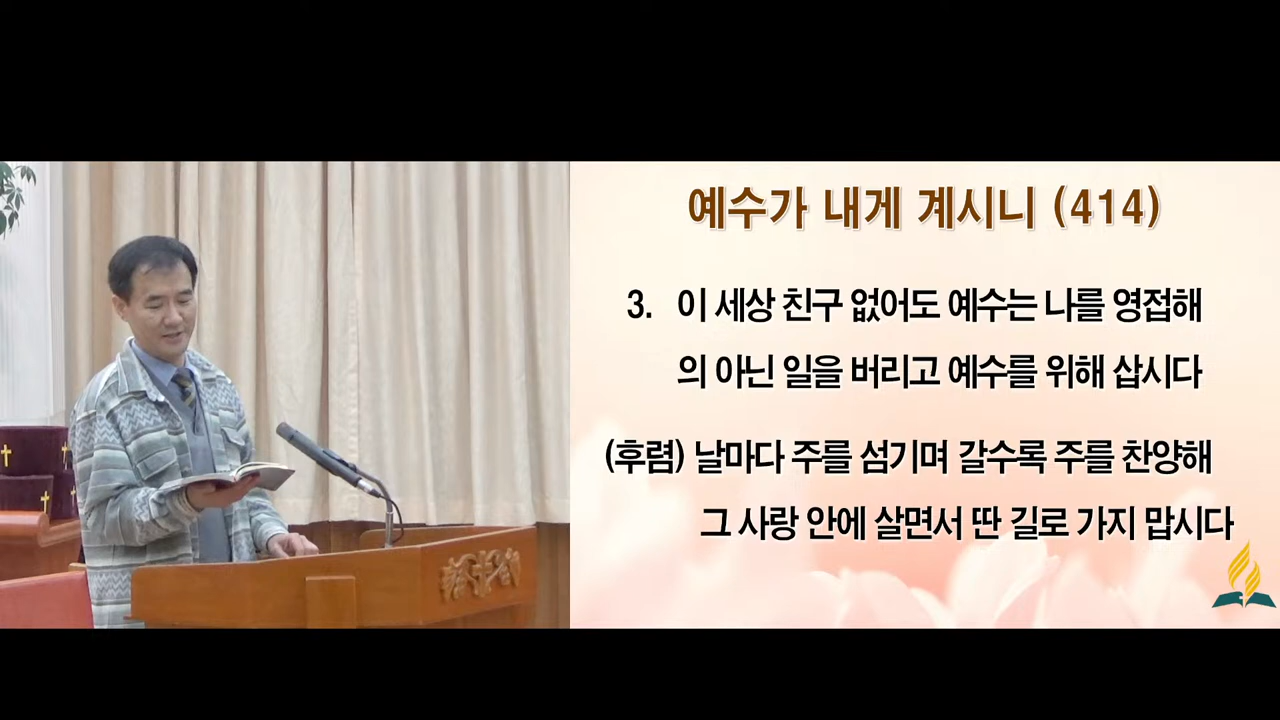 예수가 내게 계시니 (414)
3. 이 세상 친구 없어도 예수는 나를 영접해
의 아닌 일을 버리고 예수를 위해 삽시다
(후렴) 날마다 주를 섬기며 갈수록 주를 찬양해
그 사랑 안에 살면서 딴 길로 가지 맙시다